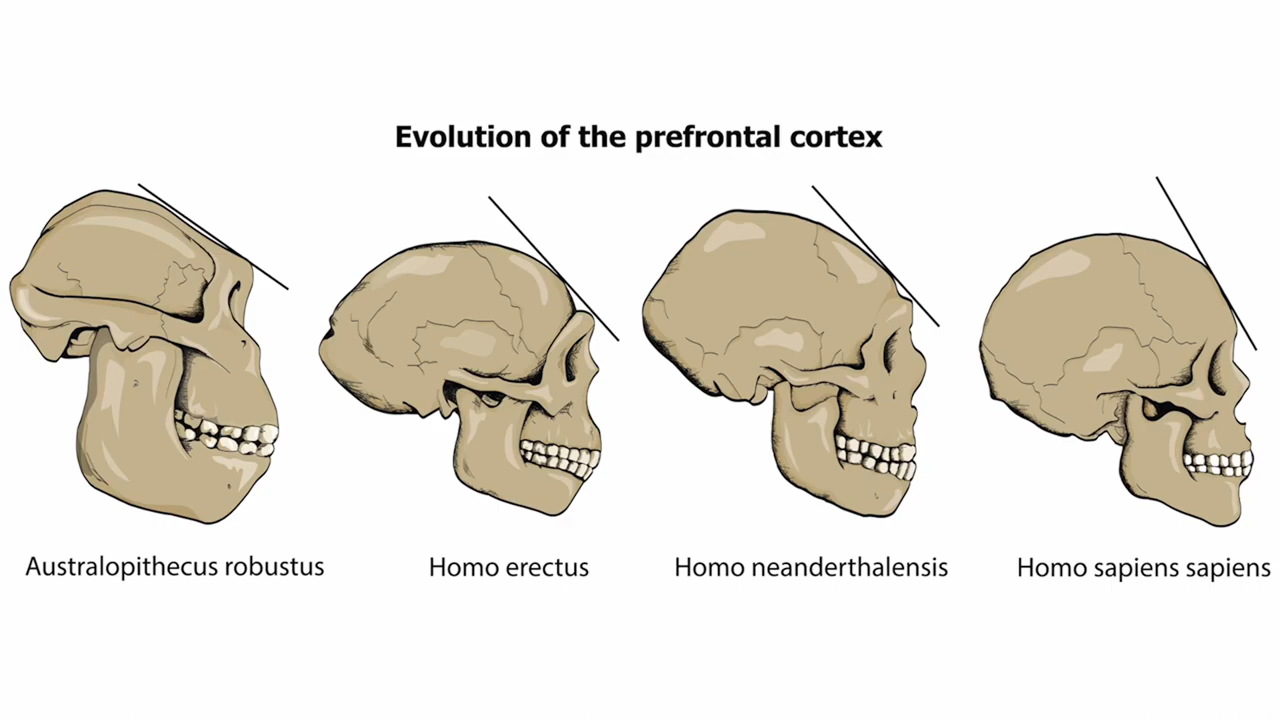 Evolution of the prefrontal cortex
Australopithecus robustus
Homo erectus
Homo neanderthalensis
Homo sapiens sapiens